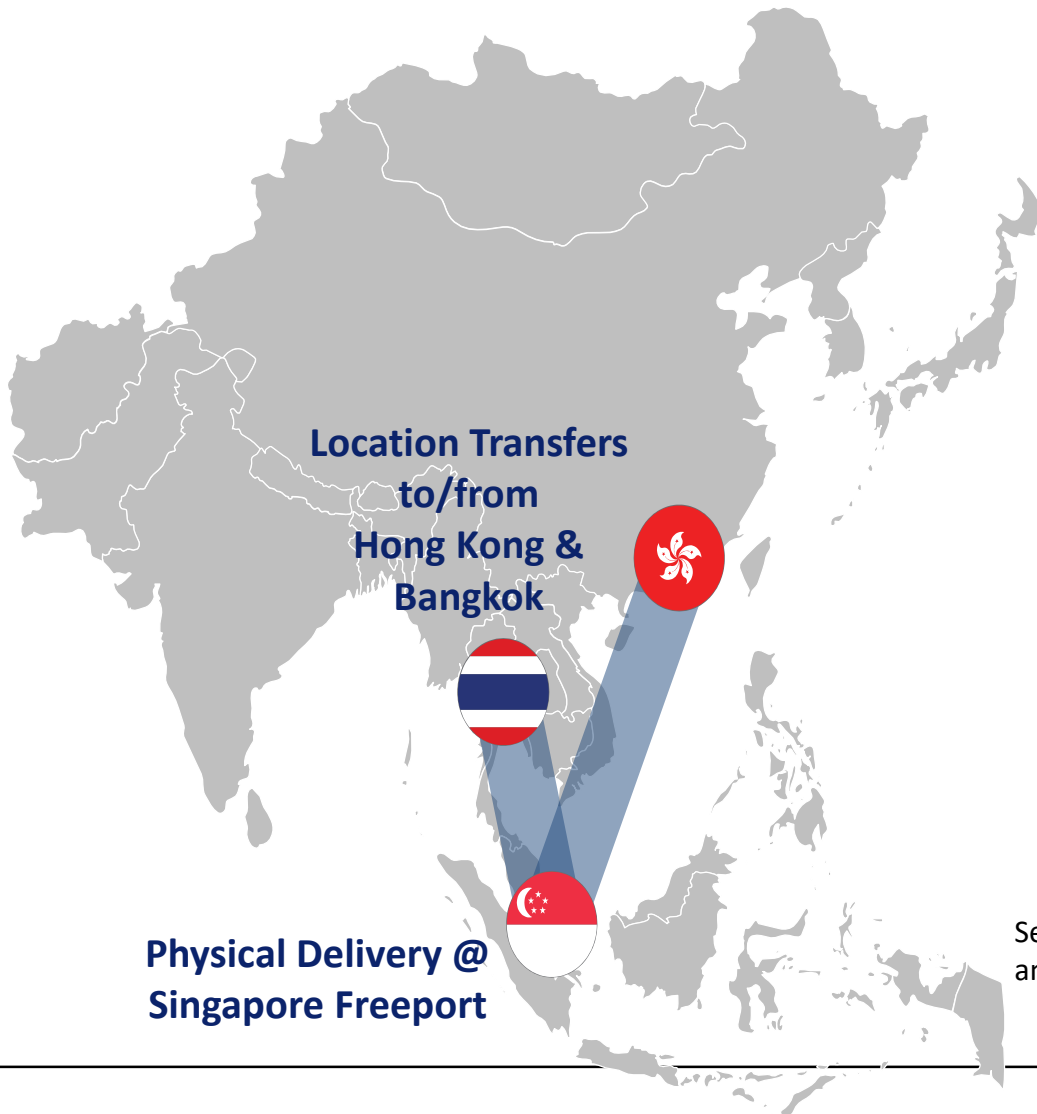 Location Transfers
to/from
Hong Kong &
Bangkok
Physical Delivery @
Singapore Freeport